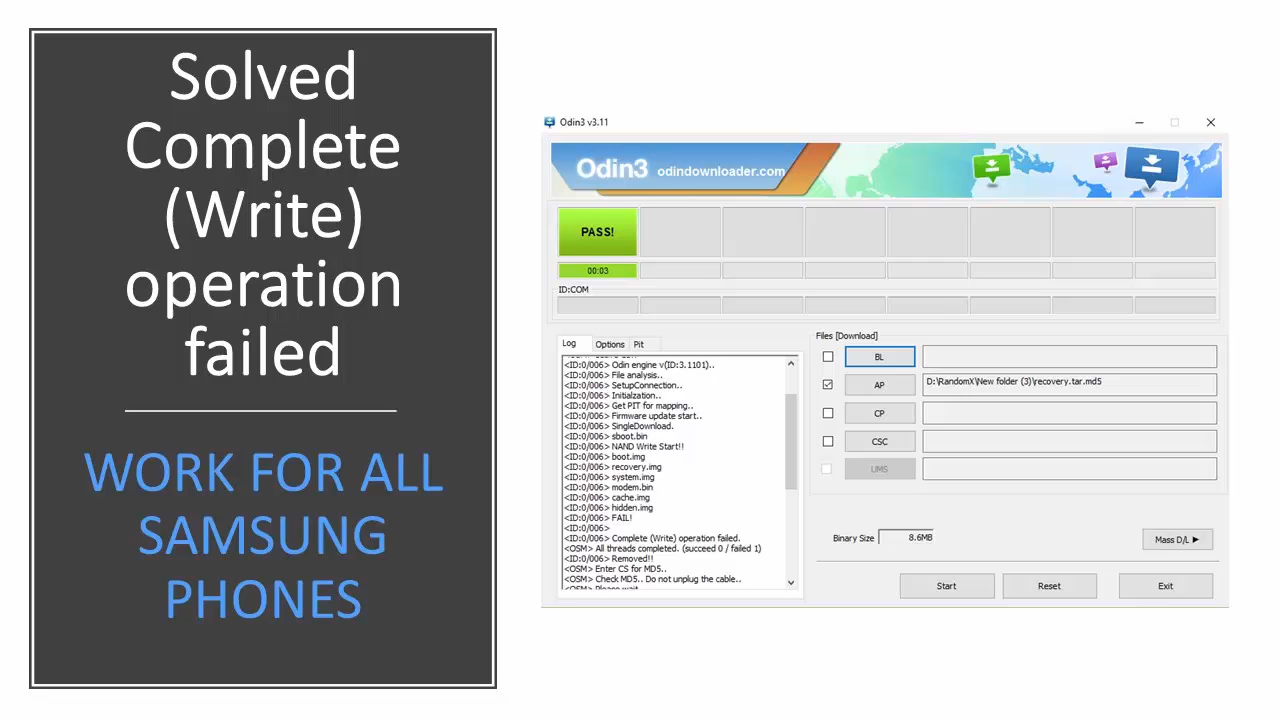 Solved
Complete
(Write)
operation
failed
WORK FOR ALL
SAMSUNG
PHONES
Odin3 v3.11
Odin3 odindownloader.com
PASS!
00:03
ID:COM
Log Options Pit
<ID:0/006> Odin engine v(ID:3.1101)..
<ID:0/006> File analysis..
<ID:0/006> SetupConnection..
<ID:0/006> Initialzation..
<ID:0/006> Get PIT for mapping..
<ID:0/006> Firmware update start..
<ID:0/006> SingleDownload.
<ID:0/006> sboot.bin
<ID:0/006> NAND Write Start!!
<ID:0/006> boot.img
<ID:0/006> recovery.img
<ID:0/006> system.img
<ID:0/006> modem.bin
<ID:0/006> cache.img
<ID:0/006> hidden.img
<ID:0/006> FAIL!
<ID:0/006>
<ID:0/006> Complete (Write) operation failed.
<OSM> All threads completed. (succeed 0 / failed 1)
<ID:0/006> Removed!!
<OSM> Enter CS for MD5..
<OSM> Check MD5.. Do not unplug the cable..
<OSM> Please wait
Files [Download]
BL
AP D:\RandomX\New folder (3)\recovery.tar.md5
CP
CSC
UMS
Binary Size 8.6MB
Mass D/L ►
Start Reset Exit